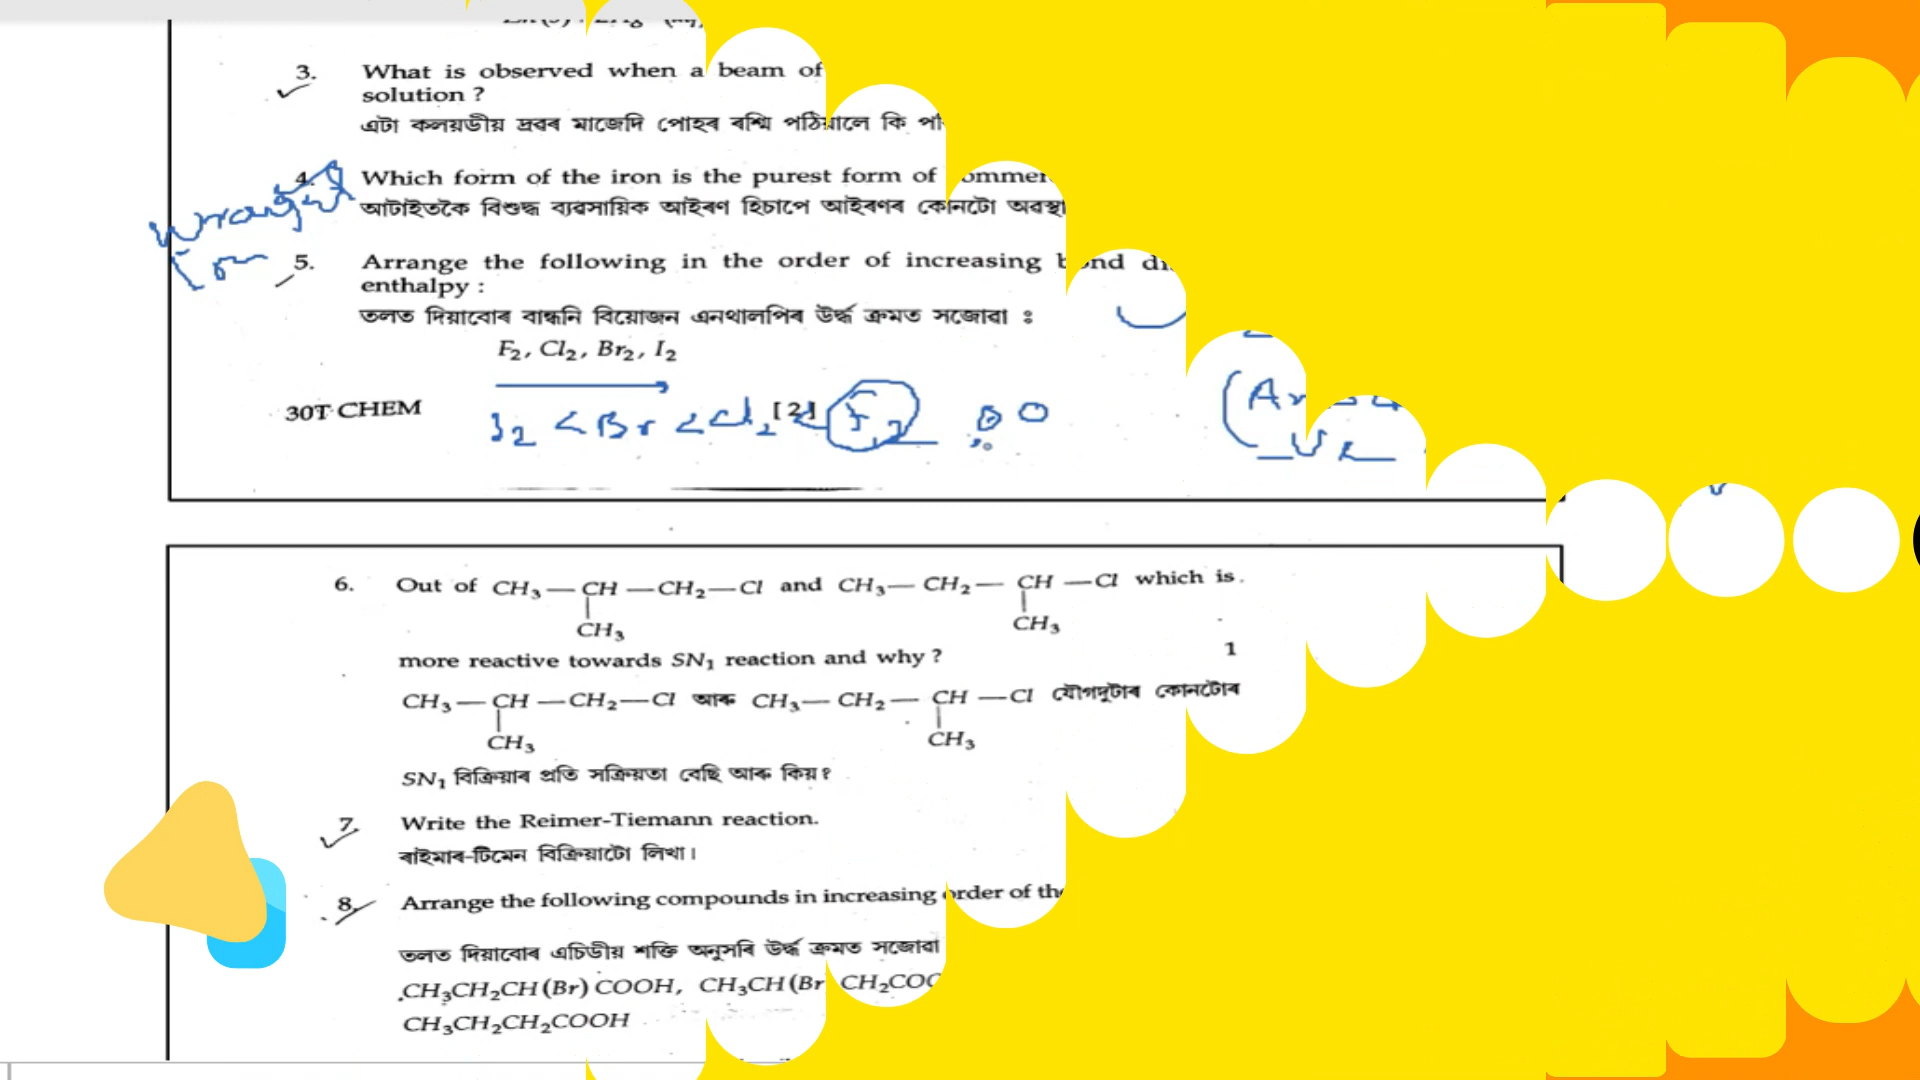 3. What is observed when a beam of
solution ?
এটা কলয়ডীয় দ্ৰৱৰ মাজেদি পোহৰ ৰশ্মি পঠিয়ালে কি
4. Which form of the iron is the purest form of
আটাইতকৈ বিশুদ্ধ ব্যৱসায়িক আইৰণ হিচাপে আইৰণৰ কোনটো অৱস্থা
wrought
Iron
5. Arrange the following in the order of increasing bond
enthalpy :
তলত দিয়াবোৰ বান্ধনি বিয়োজন এনথালপিৰ উৰ্দ্ধ ক্ৰমত সজোৱা ঃ
F₂, Cl₂, Br₂, I₂
30T CHEM [2]
I₂ < Br < Cl₂ < F₂
6. Out of CH₃—CH—CH₂—Cl and CH₃—CH₂—CH—Cl which is
CH₃ CH₃
more reactive towards SN₁ reaction and why ? 1
CH₃—CH—CH₂—Cl আৰু CH₃—CH₂—CH—Cl যৌগদুটাৰ কোনটোৰ
CH₃ CH₃
SN₁ বিক্ৰিয়াৰ প্ৰতি সক্ৰিয়তা বেছি আৰু কিয়?
7. Write the Reimer-Tiemann reaction.
ৰাইমাৰ-টিমেন বিক্ৰিয়াটো লিখা।
8. Arrange the following compounds in increasing order of
তলত দিয়াবোৰ এচিডীয় শক্তি অনুসৰি উৰ্দ্ধ ক্ৰমত সজোৱা
CH₃CH₂CH(Br)COOH, CH₃CH(Br CH₂COO
CH₃CH₂CH₂COOH